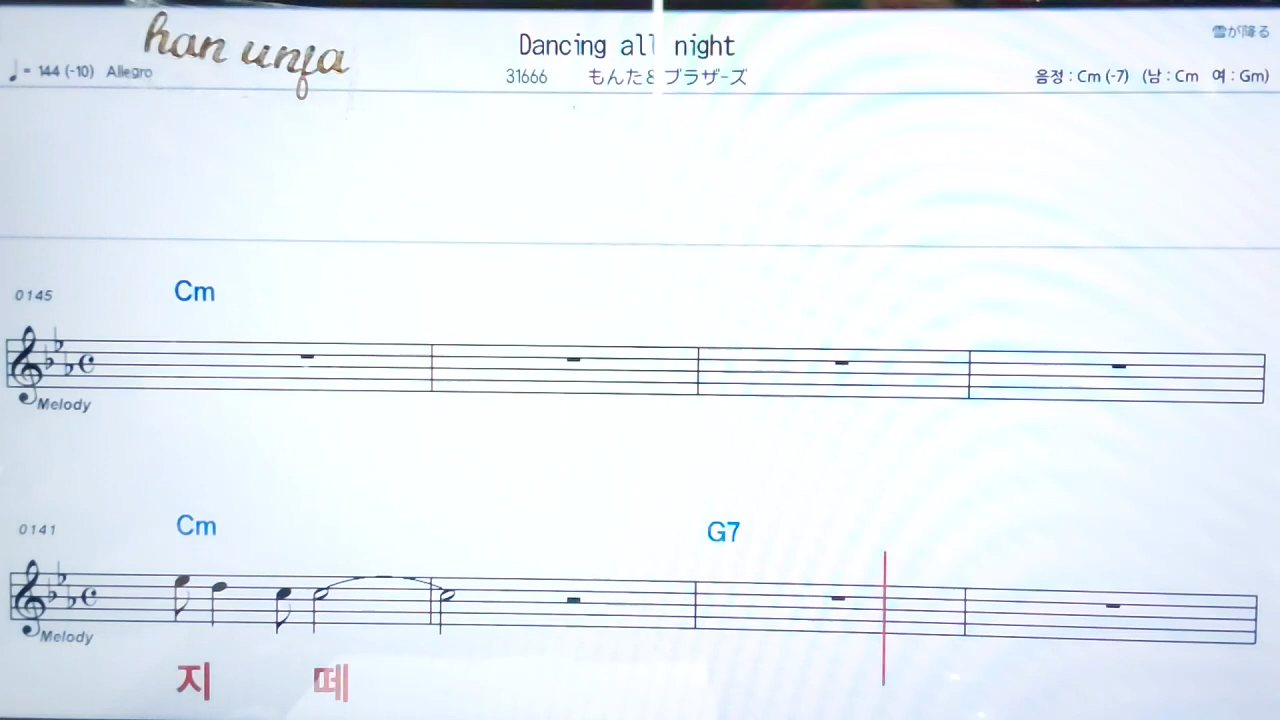 han unja
Dancing all night
雪が降る
♩= 144 (-10) Allegro
31666 もんた&ブラザーズ
음정 : Cm (-7) (남 : Cm 여 : Gm)
0145
Cm
Melody
0141
Cm
G7
Melody
지 떼